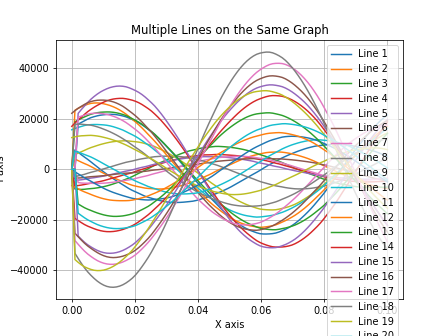 Multiple Lines on the Same Graph
40000
20000
0
−20000
−40000
axis
0.00
0.02
0.04
0.06
X axis
Line 1
Line 2
Line 3
Line 4
Line 5
Line 6
Line 7
Line 8
Line 9
Line 10
Line 11
Line 12
Line 13
Line 14
Line 15
Line 16
Line 17
Line 18
Line 19